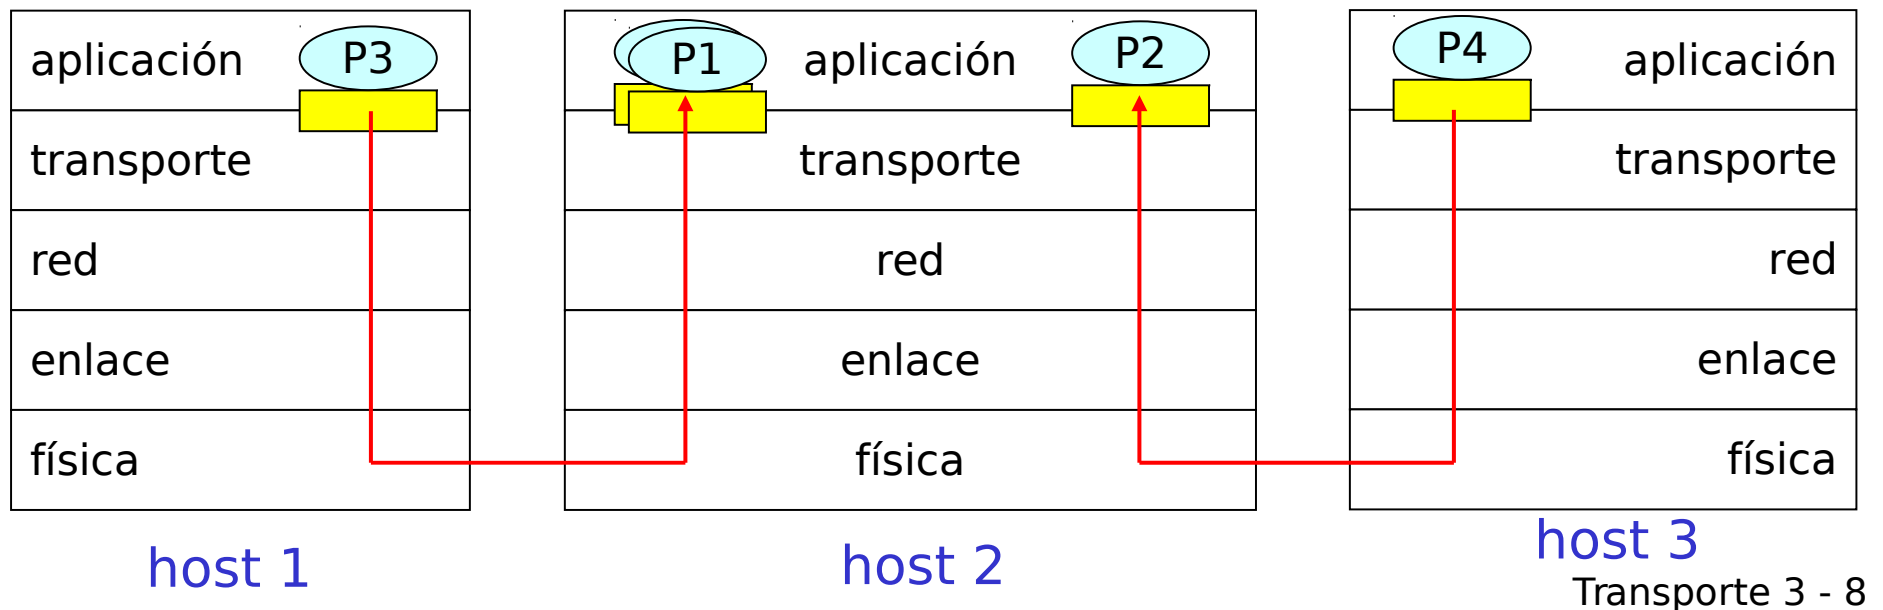 aplicación P3
transporte
red
enlace
física
host 1
P1 aplicación P2
transporte
red
enlace
física
host 2
P4 aplicación
transporte
red
enlace
física
host 3
Transporte 3 - 8